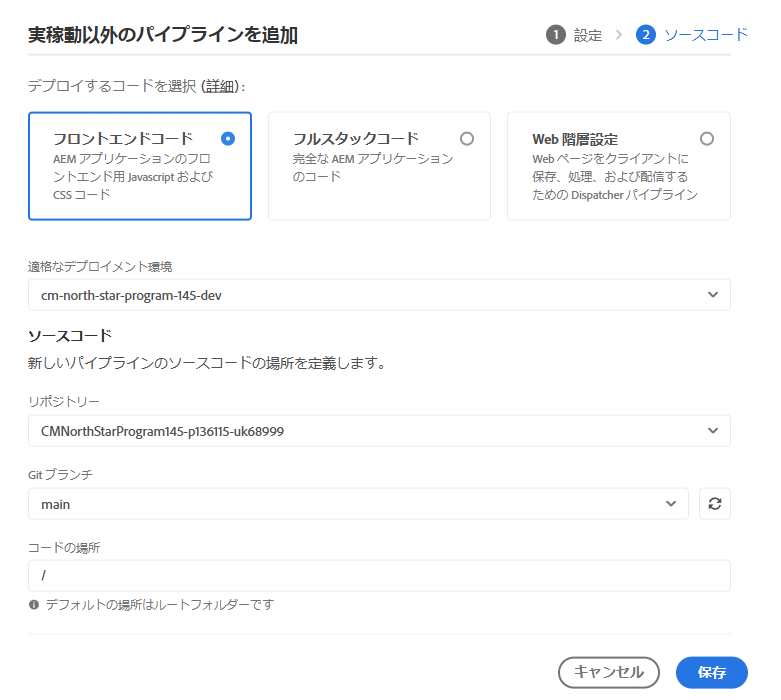 実稼動以外のパイプラインを追加
1 設定 > 2 ソースコード
デプロイするコードを選択 (詳細) :
フロントエンドコード
AEM アプリケーションのフロ
ントエンド用 Javascript および
CSS コード
フルスタックコード
完全な AEM アプリケーション
のコード
Web 階層設定
Web ページをクライアントに
保存、処理、および配信する
ための Dispatcher パイプライン
適格なデプロイメント環境
cm-north-star-program-145-dev
ソースコード
新しいパイプラインのソースコードの場所を定義します。
リポジトリー
CMNorthStarProgram145-p136115-uk68999
Git ブランチ
main
コードの場所
/
デフォルトの場所はルートフォルダーです
キャンセル
保存